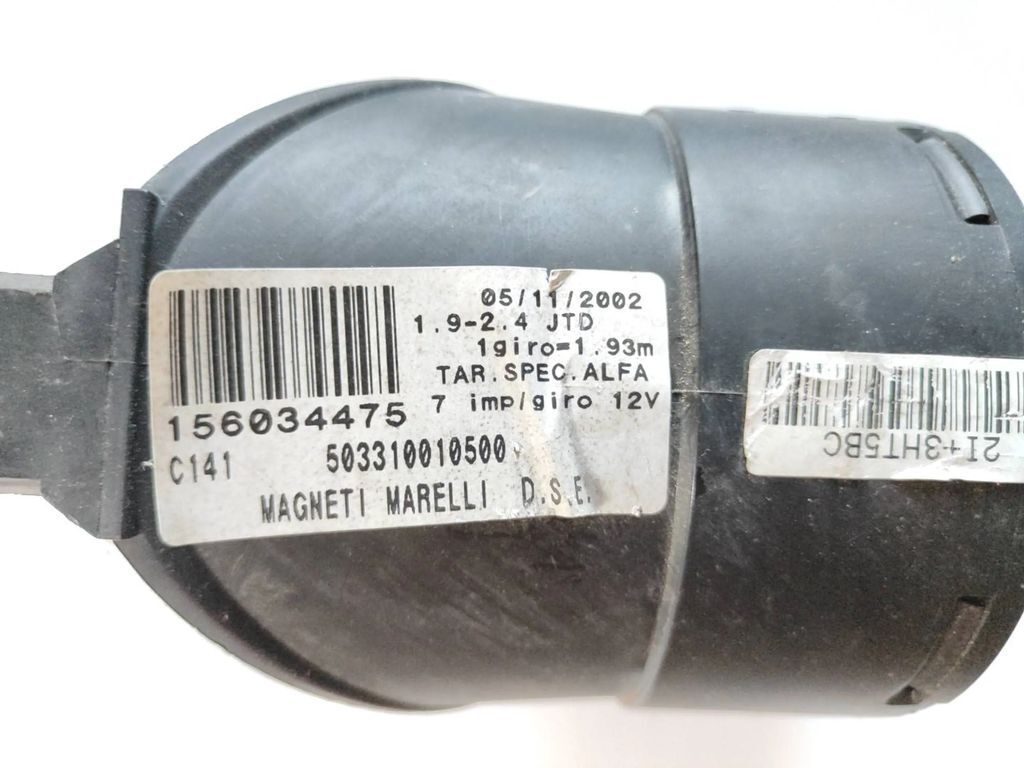 05/11/2002
1.9-2.4 JTD
1giro=1.93m
TAR.SPEC.ALFA
7 imp/giro 12V
156034475
C141 503310010500
MAGNETI MARELLI D.S.E.
2I+3HT5BC